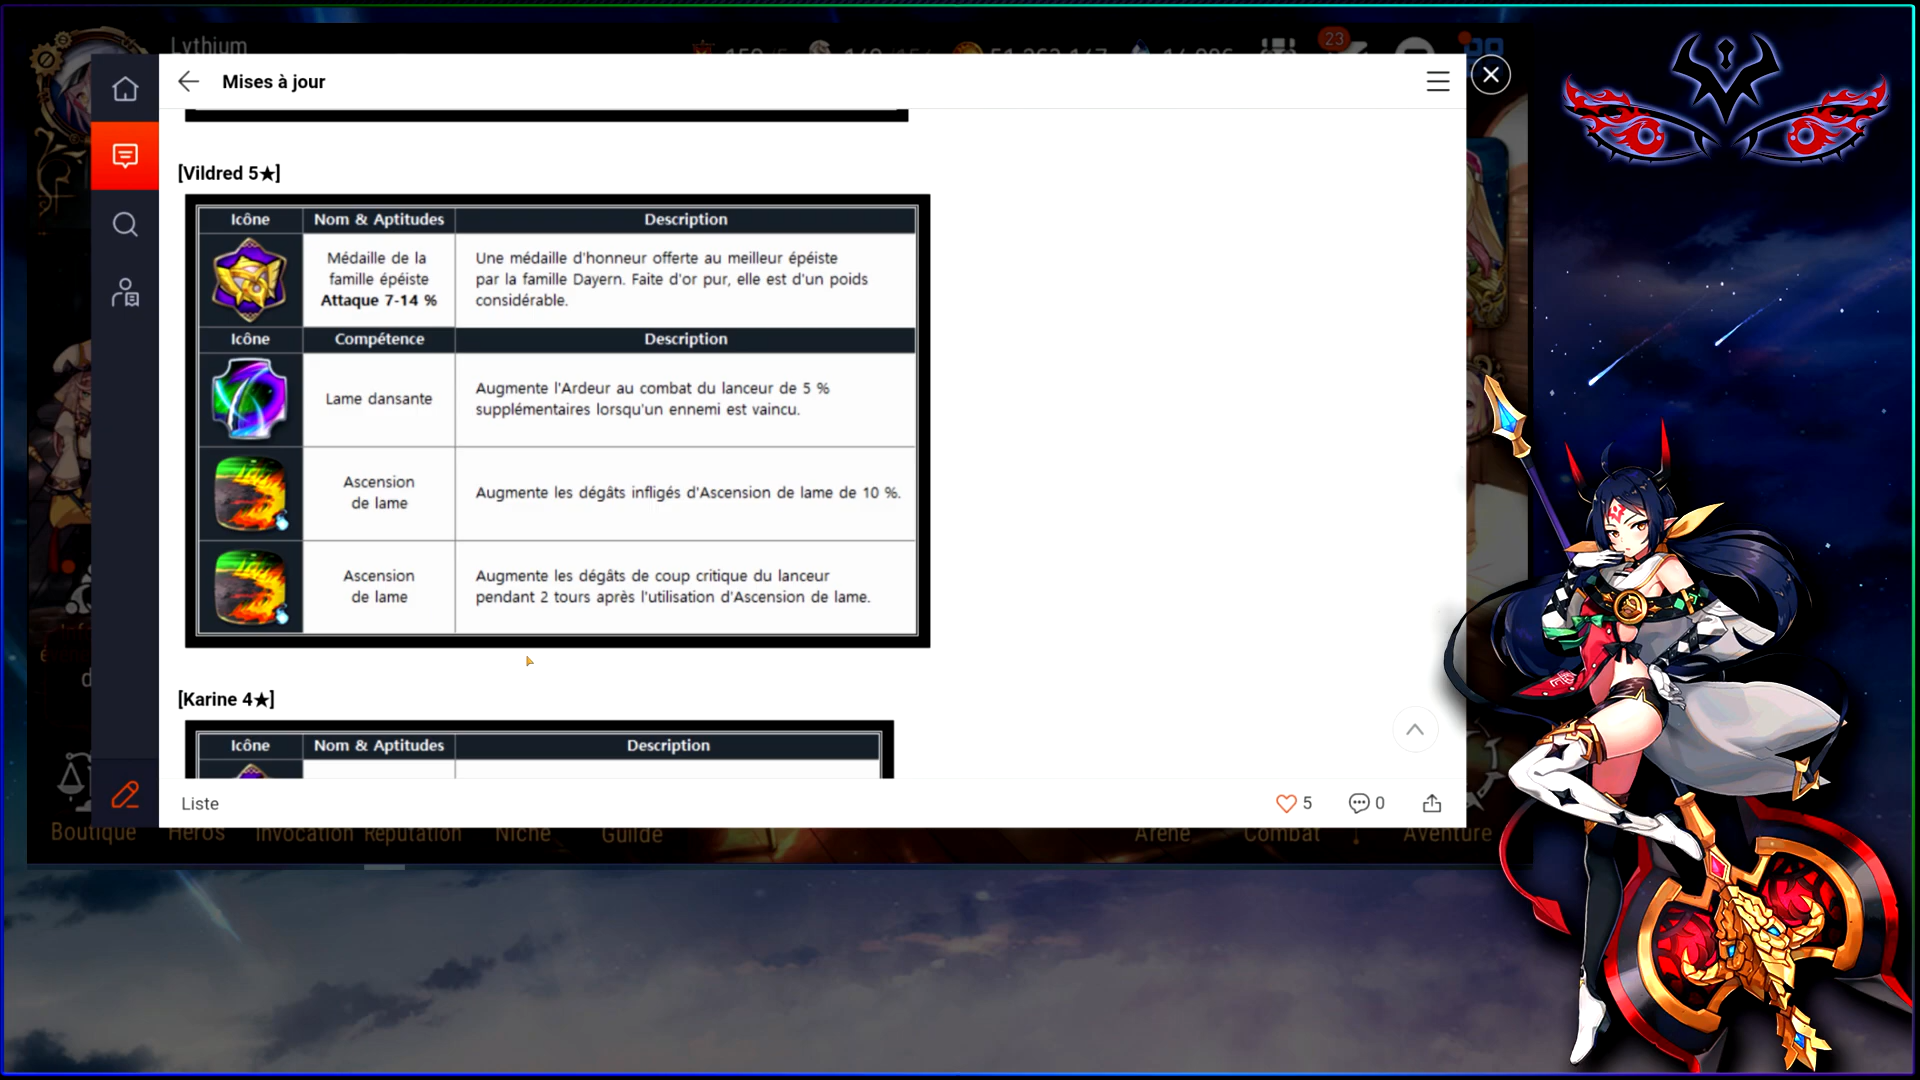 Lythium
23
Mises à jour
[Vildred 5★]
Icône Nom & Aptitudes Description
Médaille de la
famille épéiste
Attaque 7-14 %
Une médaille d'honneur offerte au meilleur épéiste
par la famille Dayern. Faite d'or pur, elle est d'un poids
considérable.
Icône Compétence Description
Lame dansante
Augmente l'Ardeur au combat du lanceur de 5 %
supplémentaires lorsqu'un ennemi est vaincu.
Ascension
de lame
Augmente les dégâts infligés d'Ascension de lame de 10 %.
Ascension
de lame
Augmente les dégâts de coup critique du lanceur
pendant 2 tours après l'utilisation d'Ascension de lame.
[Karine 4★]
Icône Nom & Aptitudes Description
Liste
5
0
Boutique Héros Invocation Réputation Niche Guilde Arène Combat Aventure